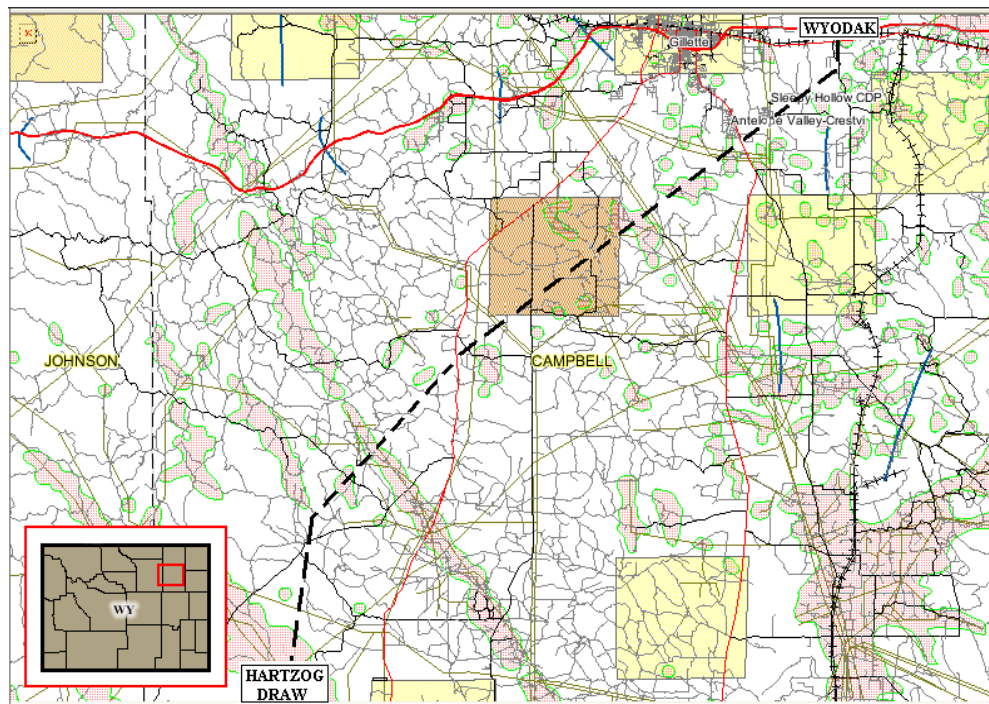 WYODAK
Gillette
Sleepy Hollow CDP
Antelope Valley-Crestvi
JOHNSON
CAMPBELL
WY
HARTZOG
DRAW